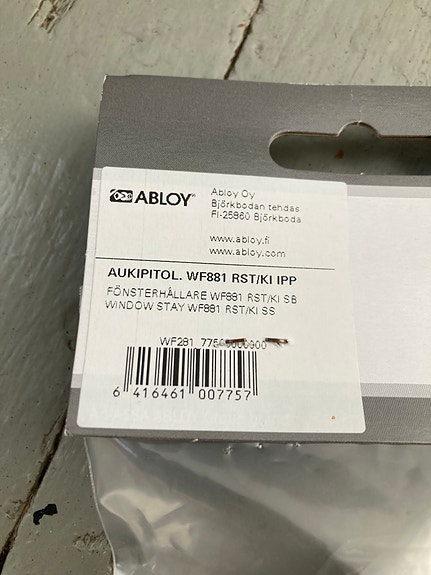 ABLOY®
Abloy Oy
Björkbodan tehdas
FI-25860 Björkboda
www.abloy.fi
www.abloy.com
AUKIPITOL. WF881 RST/KI IPP
FÖNSTERHÅLLARE WF881 RST/KI SB
WINDOW STAY WF881 RST/KI SS
WF281
6 416461 007757